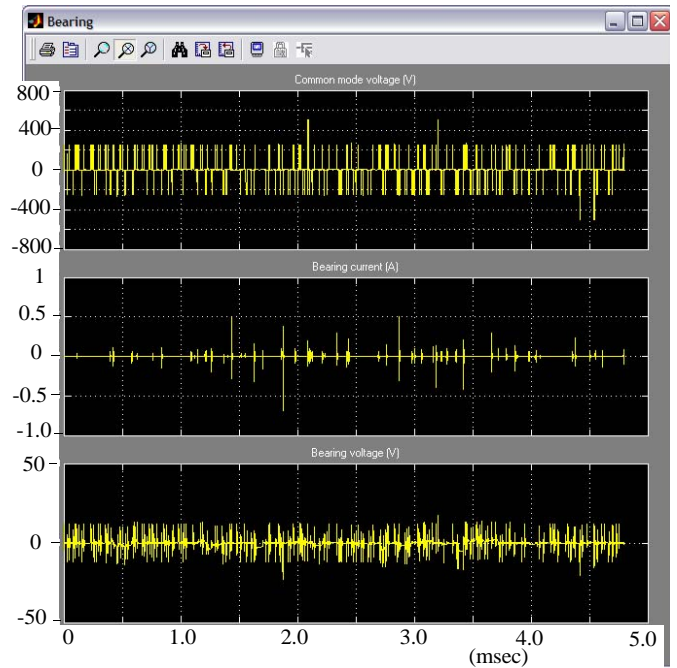 Bearing
Common mode voltage (V)
800
400
0
-400
-800
Bearing current (A)
1
0.5
0
-0.5
-1.0
Bearing voltage (V)
50
0
-50
0 1.0 2.0 3.0 4.0 5.0
(msec)